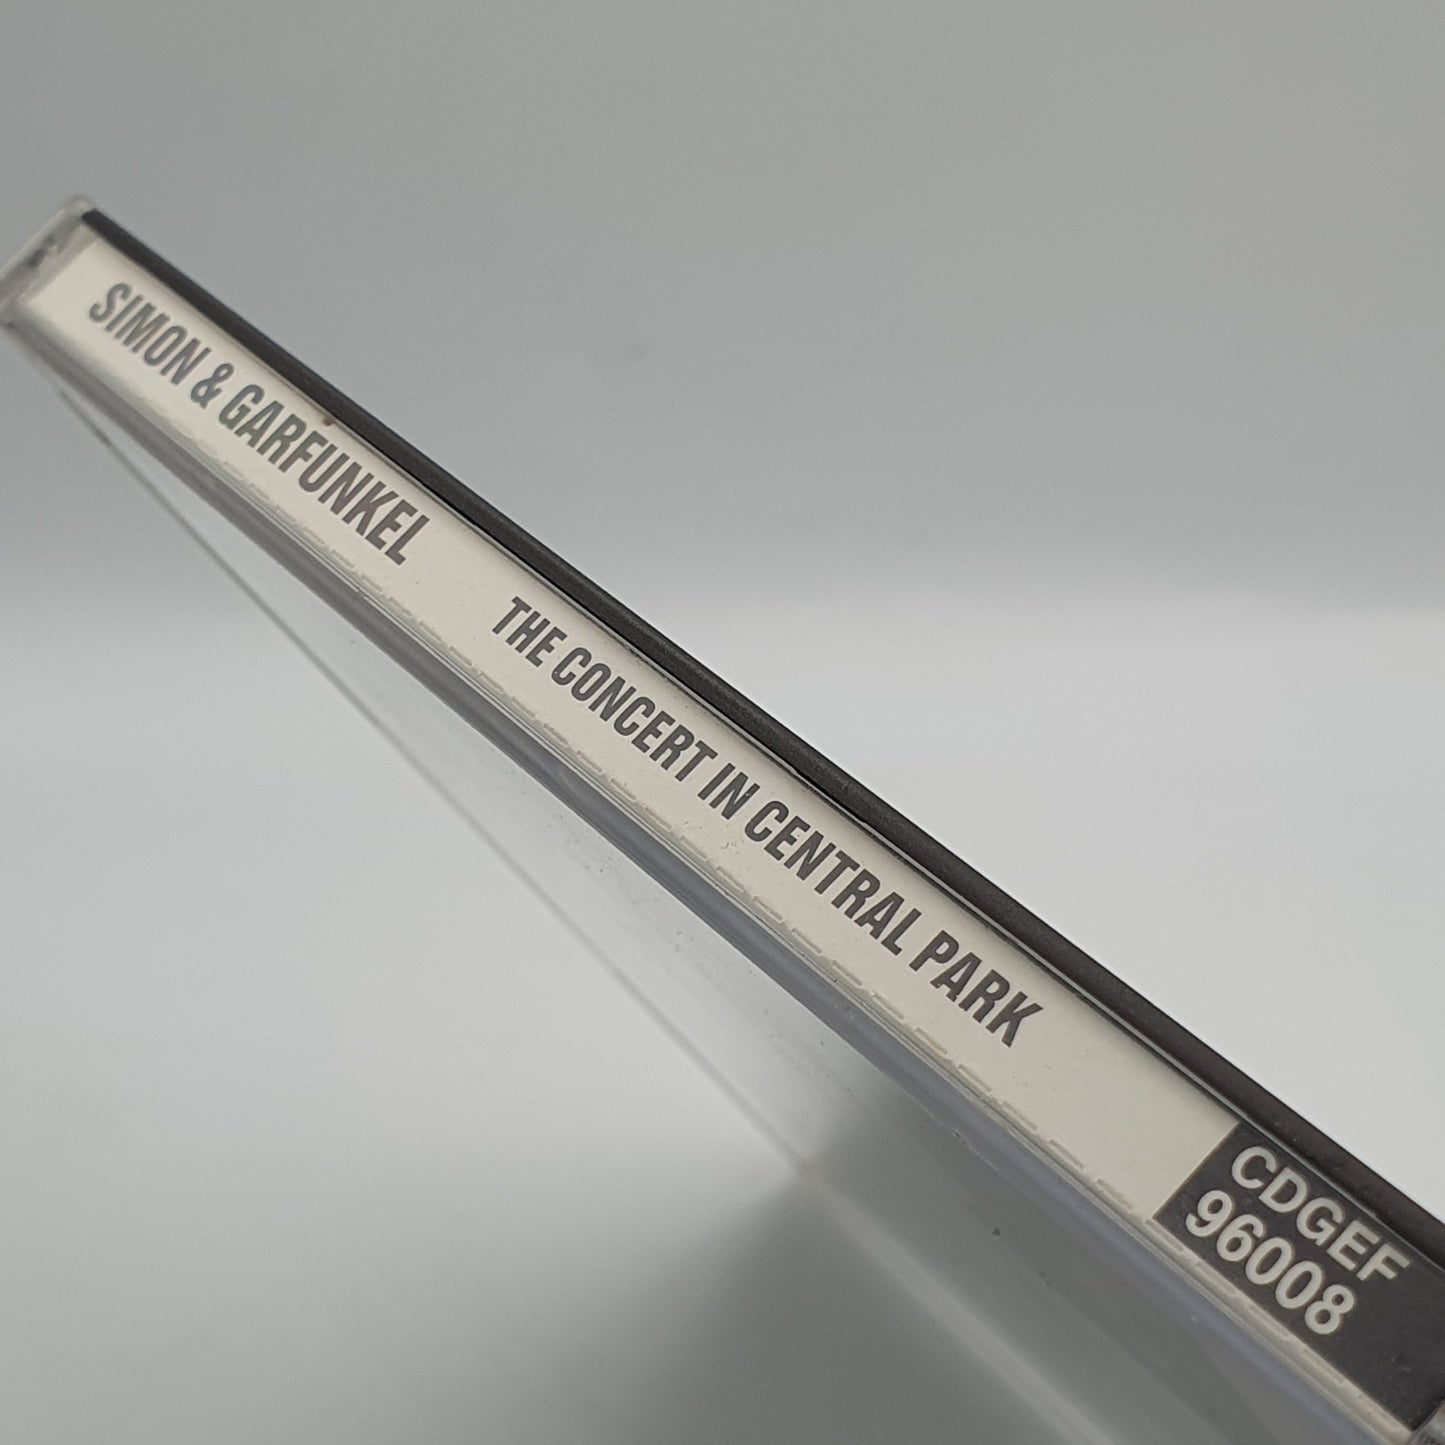 SIMON & GARFUNKEL THE CONCERT IN CENTRAL PARK
CDGEF
96008